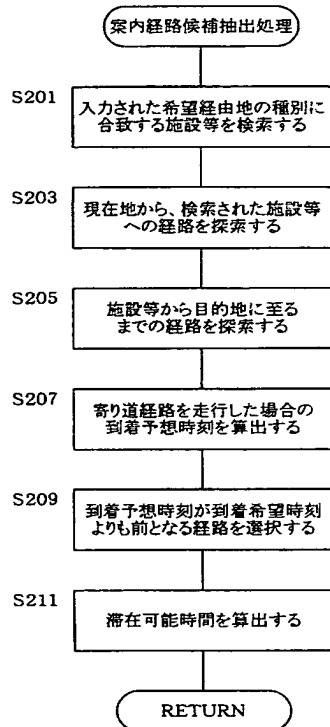 案内経路候補抽出処理
S201
入力された希望経由地の種別に
合致する施設等を検索する
S203
現在地から、検索された施設等
への経路を探索する
S205
施設等から目的地に至る
までの経路を探索する
S207
寄り道経路を走行した場合の
到着予想時刻を算出する
S209
到着予想時刻が到着希望時刻
よりも前となる経路を選択する
S211
滞在可能時間を算出する
RETURN